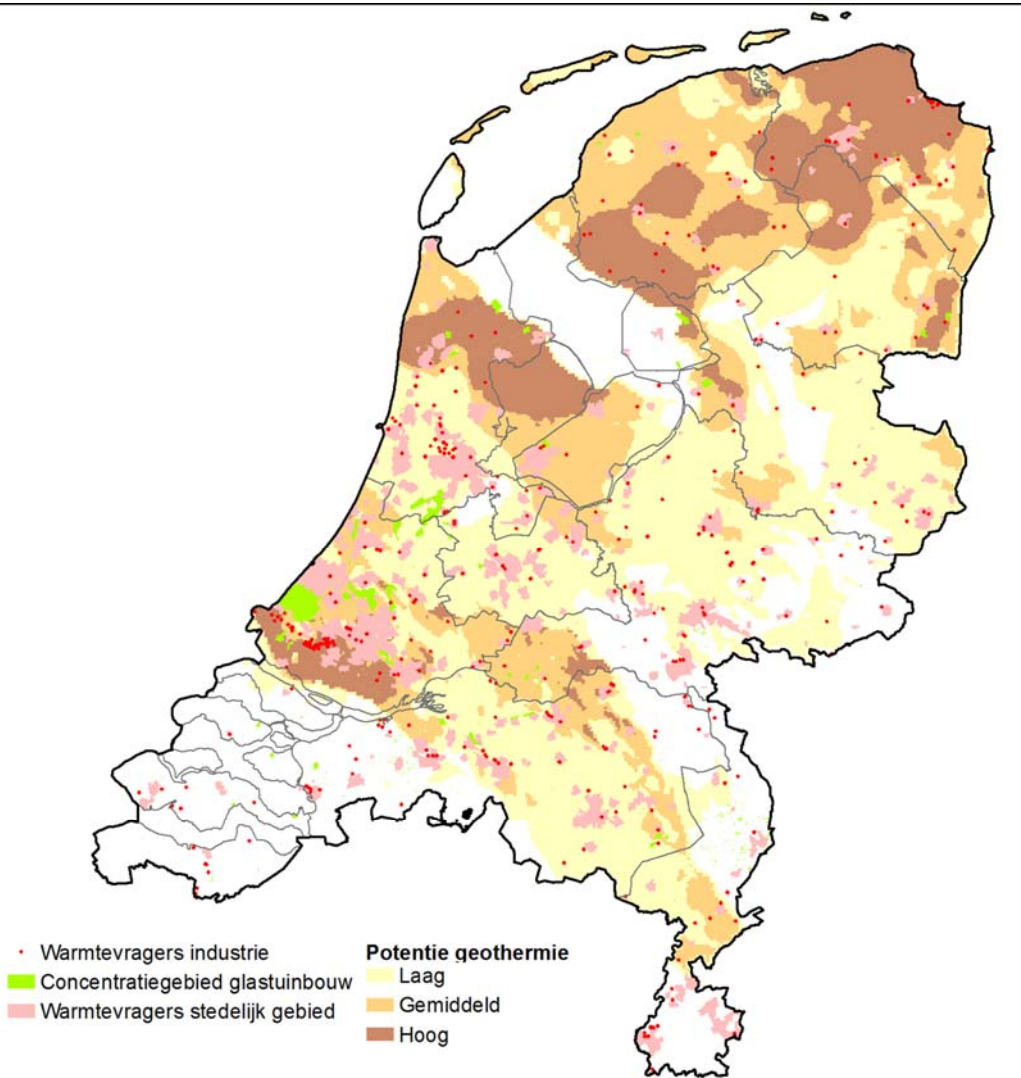 Warmtevragers industrie
Concentratiegebied glastuinbouw
Warmtevragers stedelijk gebied
Potentie geothermie
Laag
Gemiddeld
Hoog